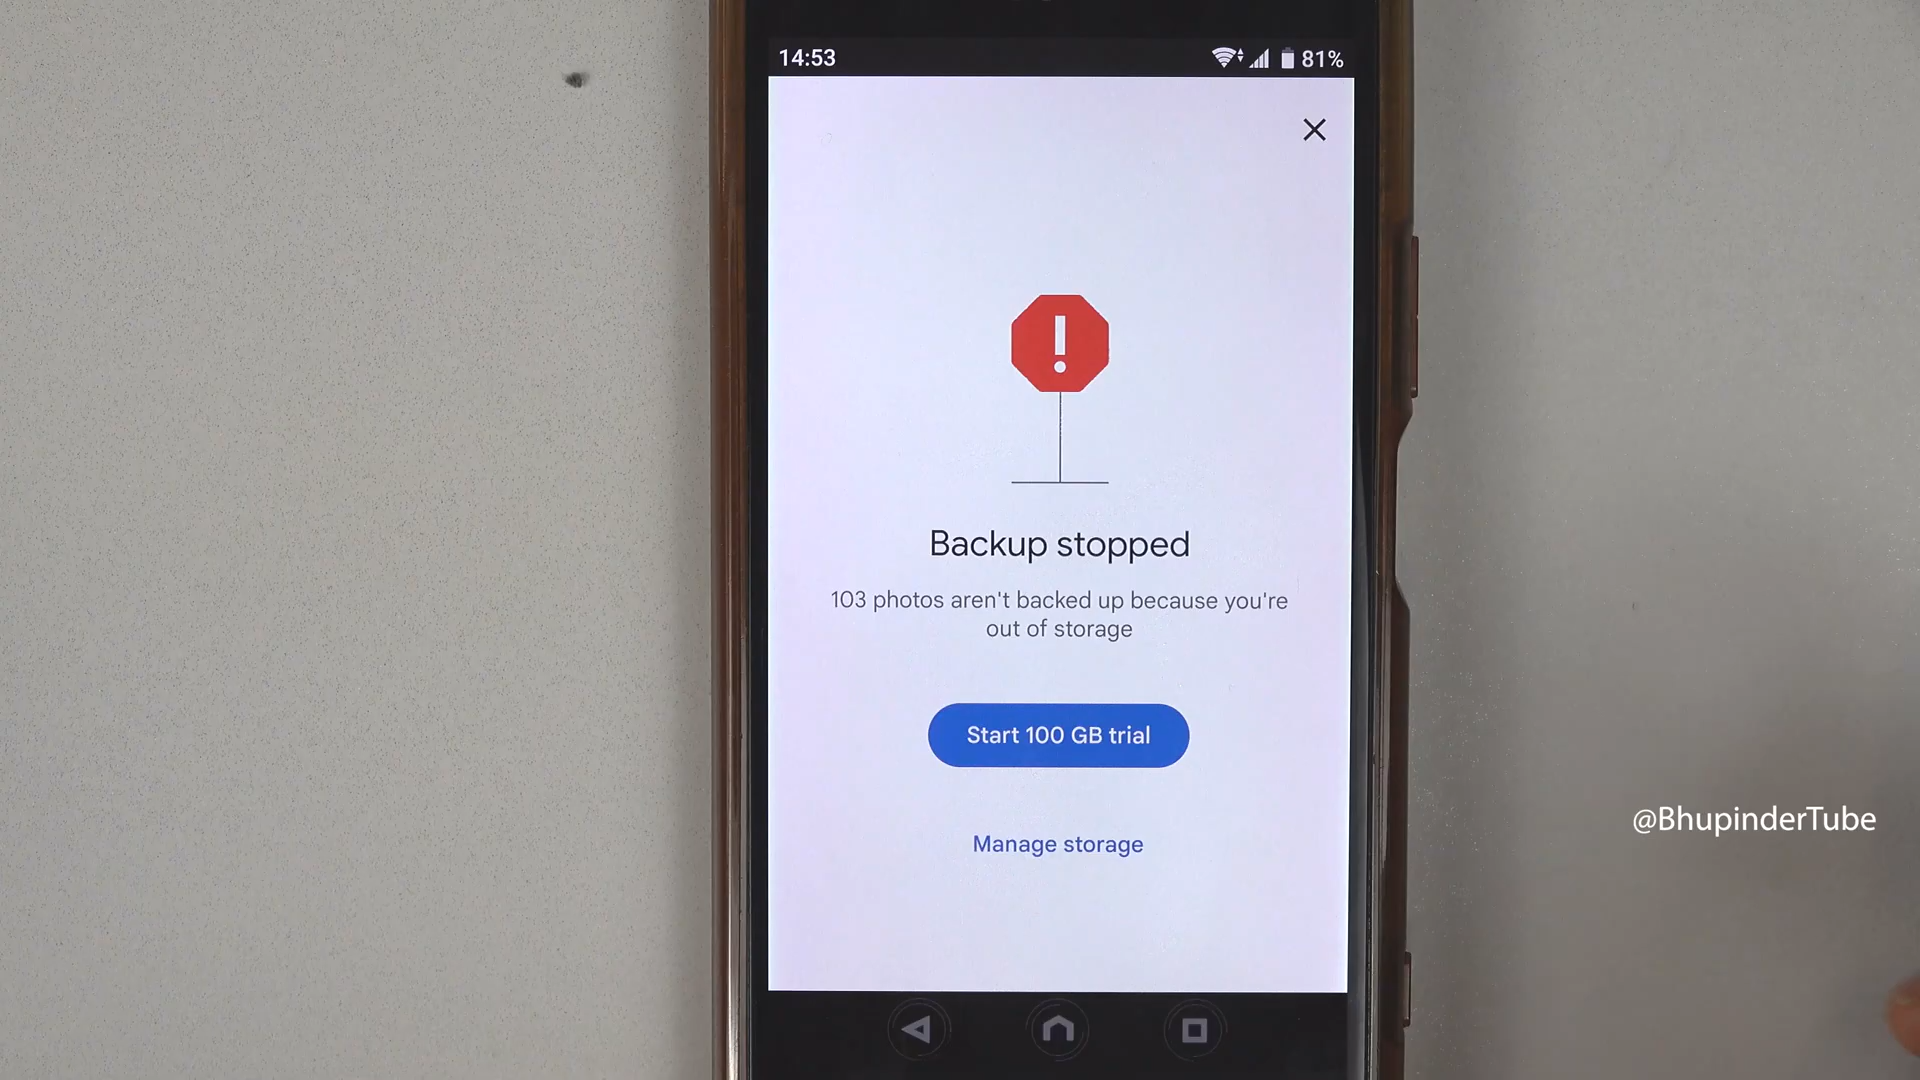 14:53
81%
Backup stopped
103 photos aren't backed up because you're
out of storage
Start 100 GB trial
Manage storage
@BhupinderTube